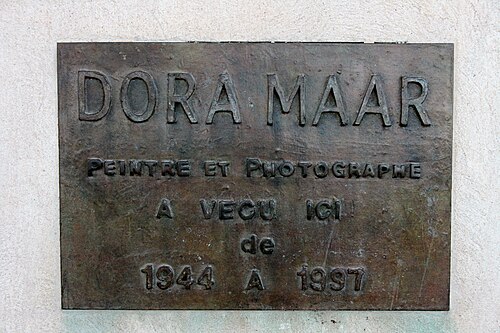 DORA MAAR
PEINTRE ET PHOTOGRAPHE
A VECU ICI
de
1944 A 1997